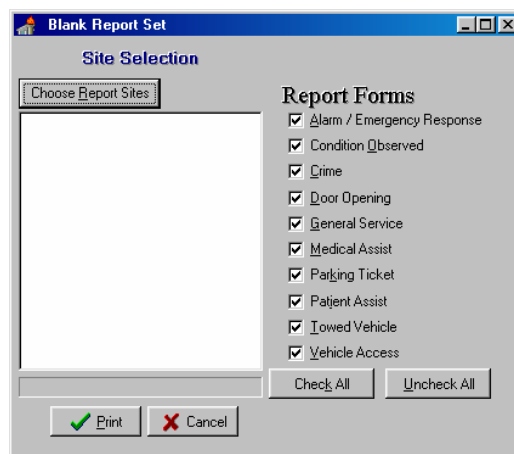 Blank Report Set
Site Selection
Choose Report Sites
Report Forms
Alarm / Emergency Response
Condition Observed
Crime
Door Opening
General Service
Medical Assist
Parking Ticket
Patient Assist
Towed Vehicle
Vehicle Access
Check All
Uncheck All
Print
Cancel